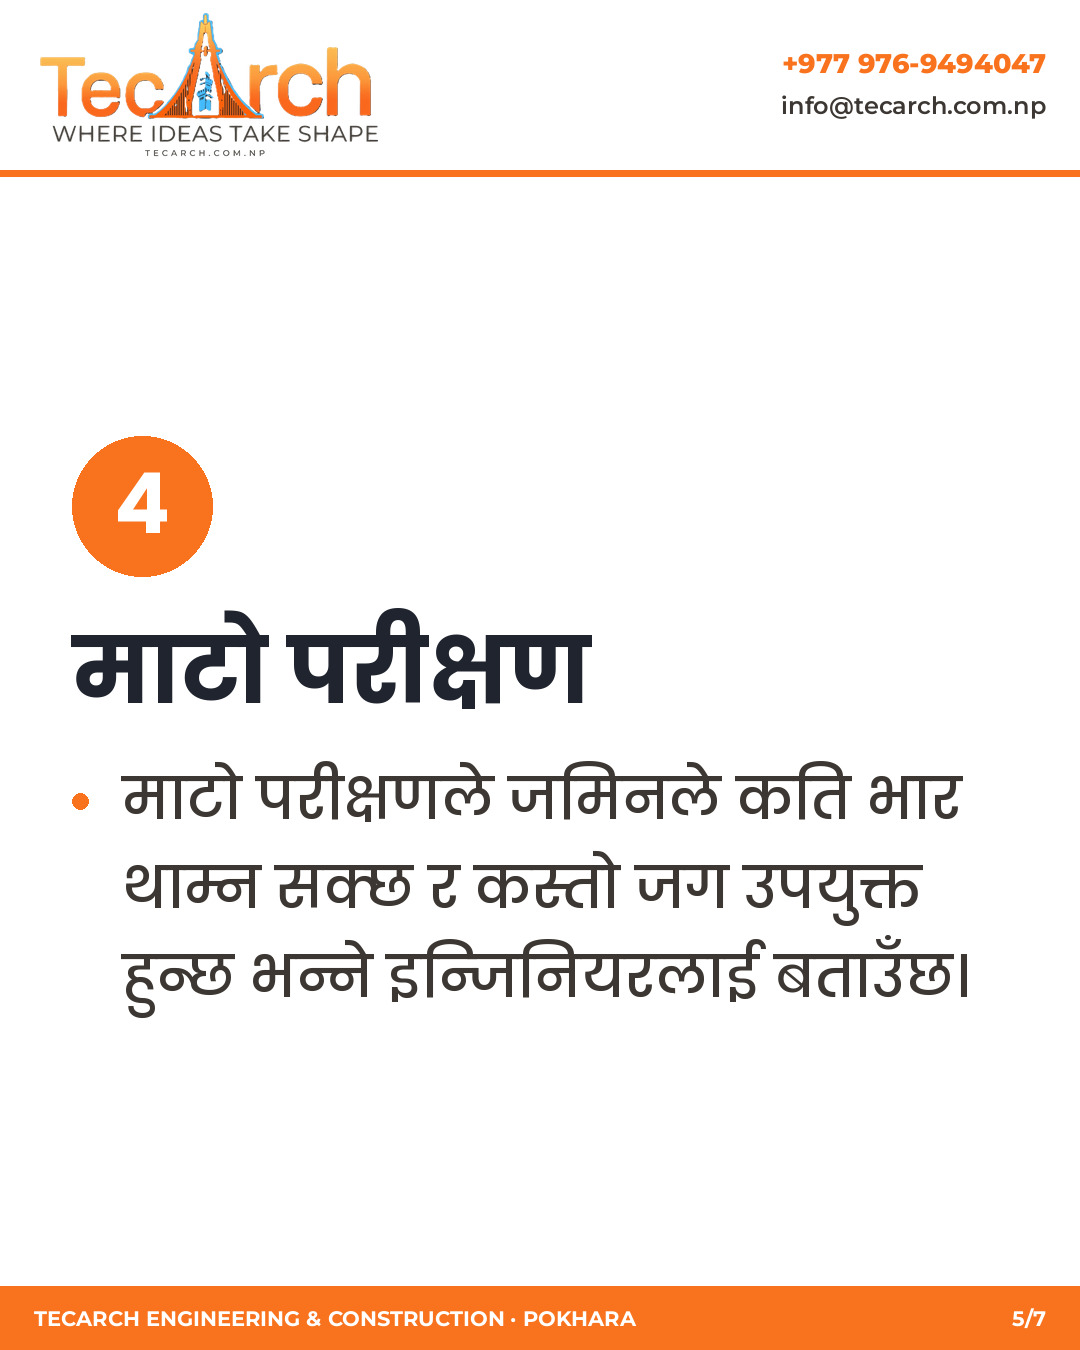 TecArch
WHERE IDEAS TAKE SHAPE
TECARCH.COM.NP
+977 976-9494047
info@tecarch.com.np
4
माटो परीक्षण
माटो परीक्षणले जमिनले कति भार
थाम्न सक्छ र कस्तो जग उपयुक्त
हुन्छ भन्ने इन्जिनियरलाई बताउँछ।
TECARCH ENGINEERING & CONSTRUCTION · POKHARA
5/7